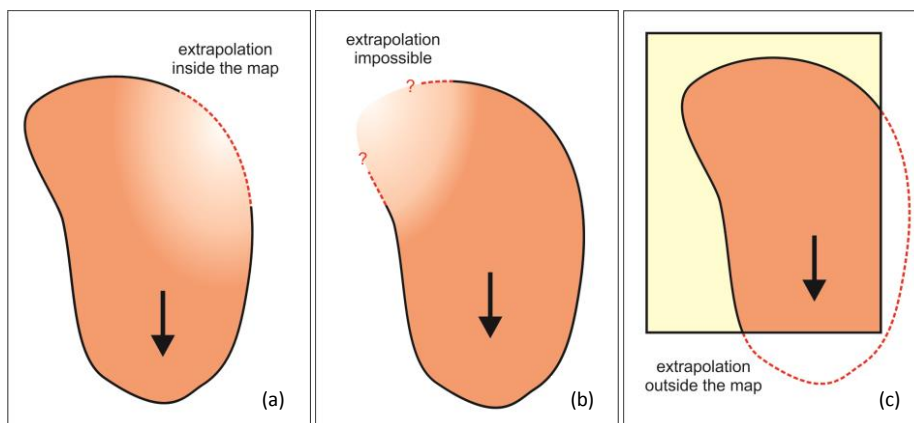 extrapolation
inside the map
(a)
extrapolation
impossible
?
?
(b)
extrapolation
outside the map
(c)